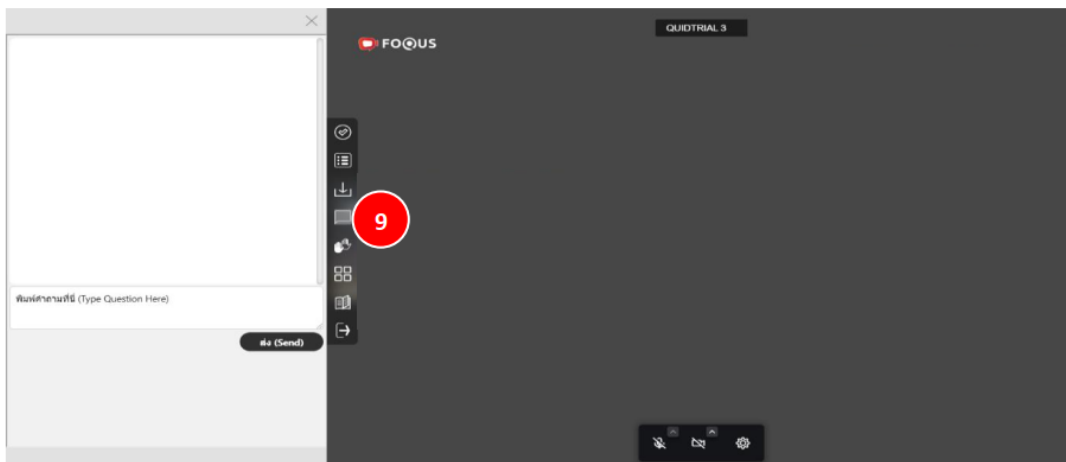 QUIDTRIAL 3
FOQUS
9
พิมพ์คำถามที่นี่ (Type Question Here)
ส่ง (Send)